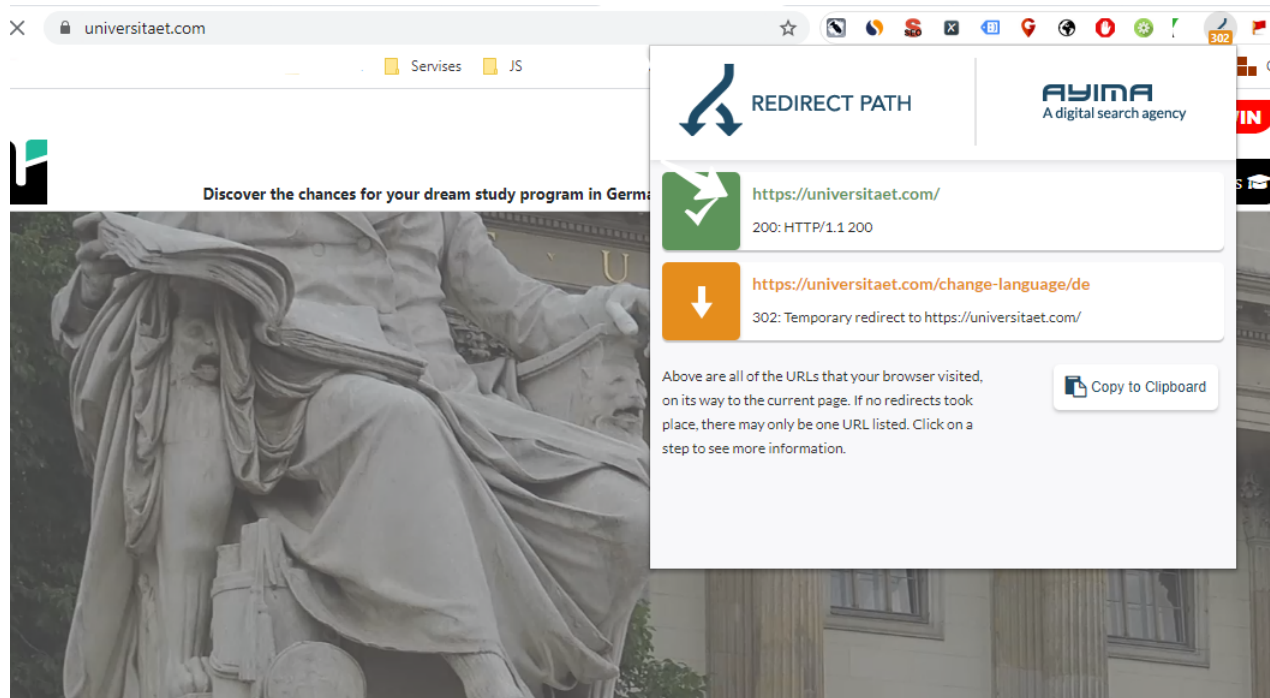 universitaet.com
302
Servises
JS
REDIRECT PATH
AYIMA
A digital search agency
Discover the chances for your dream study program in Germa
https://universitaet.com/
200: HTTP/1.1 200
https://universitaet.com/change-language/de
302: Temporary redirect to https://universitaet.com/
Above are all of the URLs that your browser visited,
on its way to the current page. If no redirects took
place, there may only be one URL listed. Click on a
step to see more information.
Copy to Clipboard
U